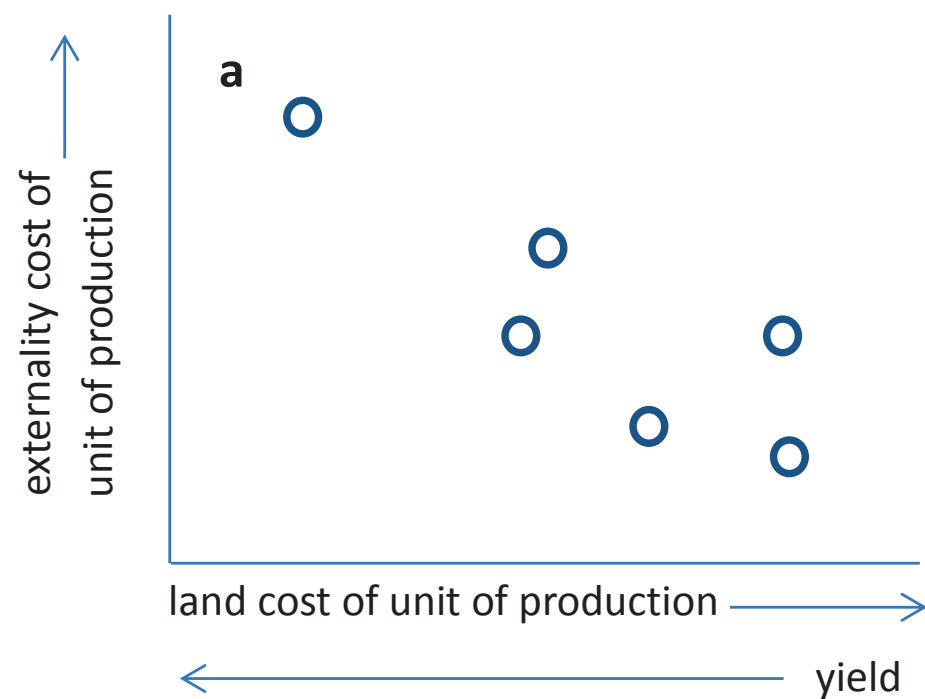 a
externality cost of
unit of production
land cost of unit of production
yield